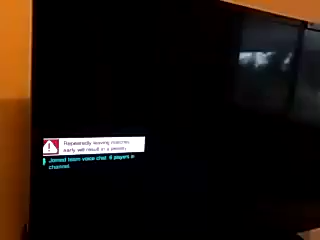 Repeatedly leaving matches
early will result in a penalty
Joined team voice chat. 6 players in
channel.